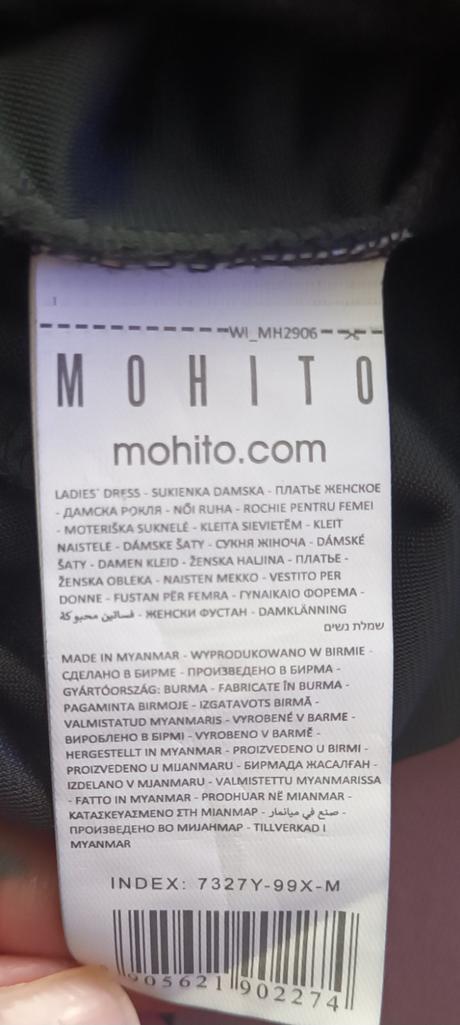 WI_MH2906
MOHITO
mohito.com
LADIES' DRESS - SUKIENKA DAMSKA - ПЛАТЬЕ ЖЕНСКОЕ
- ДАМСКА РОКЛЯ - NŐI RUHA - ROCHIE PENTRU FEMEI
- MOTERIŠKA SUKNELĖ - KLEITA SIEVIETĒM - KLEIT
NAISTELE - DÁMSKE ŠATY - СУКНЯ ЖІНОЧА - DÁMSKÉ
ŠATY - DAMEN KLEID - ŽENSKA HALJINA - ПЛАТЬЕ -
ŽENSKA OBLEKA - NAISTEN MEKKO - VESTITO PER
DONNE - FUSTAN PËR FEMRA - ΓΥΝΑΙΚΑΙΟ ΦΟΡΕΜΑ -
فساتين محبوكة - ЖЕНСКИ ФУСТАН - DAMKLÄNNING
שמלת נשים
MADE IN MYANMAR - WYPRODUKOWANO W BIRMIE -
СДЕЛАНО В БИРМЕ - ПРОИЗВЕДЕНО В БИРМА -
GYÁRTÓORSZÁG: BURMA - FABRICATE ÎN BURMA -
PAGAMINTA BIRMOJE - IZGATAVOTS BIRMĀ -
VALMISTATUD MYANMARIS - VYROBENÉ V BARME -
ВИРОБЛЕНО В БІРМІ - VYROBENO V BARMĚ -
HERGESTELLT IN MYANMAR - PROIZVEDENO U BIRMI -
PROIZVEDENO U MIJANMARU - БИРМАДА ЖАСАЛҒАН -
IZDELANO V MJANMARU - VALMISTETTU MYANMARISSA
- FATTO IN MYANMAR - PRODHUAR NË MIANMAR -
ΚΑΤΑΣΚΕΥΑΣΜΕΝΟ ΣΤΗ ΜΙΑΝΜΑΡ - صنع في ميانمار -
ПРОИЗВЕДЕНО ВО МИЈАНМАР - TILLVERKAD I
MYANMAR
INDEX: 7327Y-99X-M
905621 902274